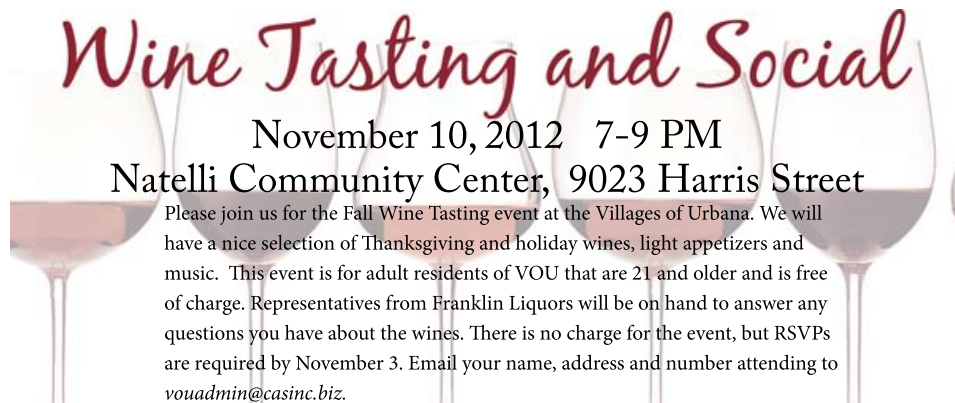 Wine Tasting and Social
November 10, 2012 7-9 PM
Natelli Community Center, 9023 Harris Street
Please join us for the Fall Wine Tasting event at the Villages of Urbana. We will
have a nice selection of Thanksgiving and holiday wines, light appetizers and
music. This event is for adult residents of VOU that are 21 and older and is free
of charge. Representatives from Franklin Liquors will be on hand to answer any
questions you have about the wines. There is no charge for the event, but RSVPs
are required by November 3. Email your name, address and number attending to
vouadmin@casinc.biz.